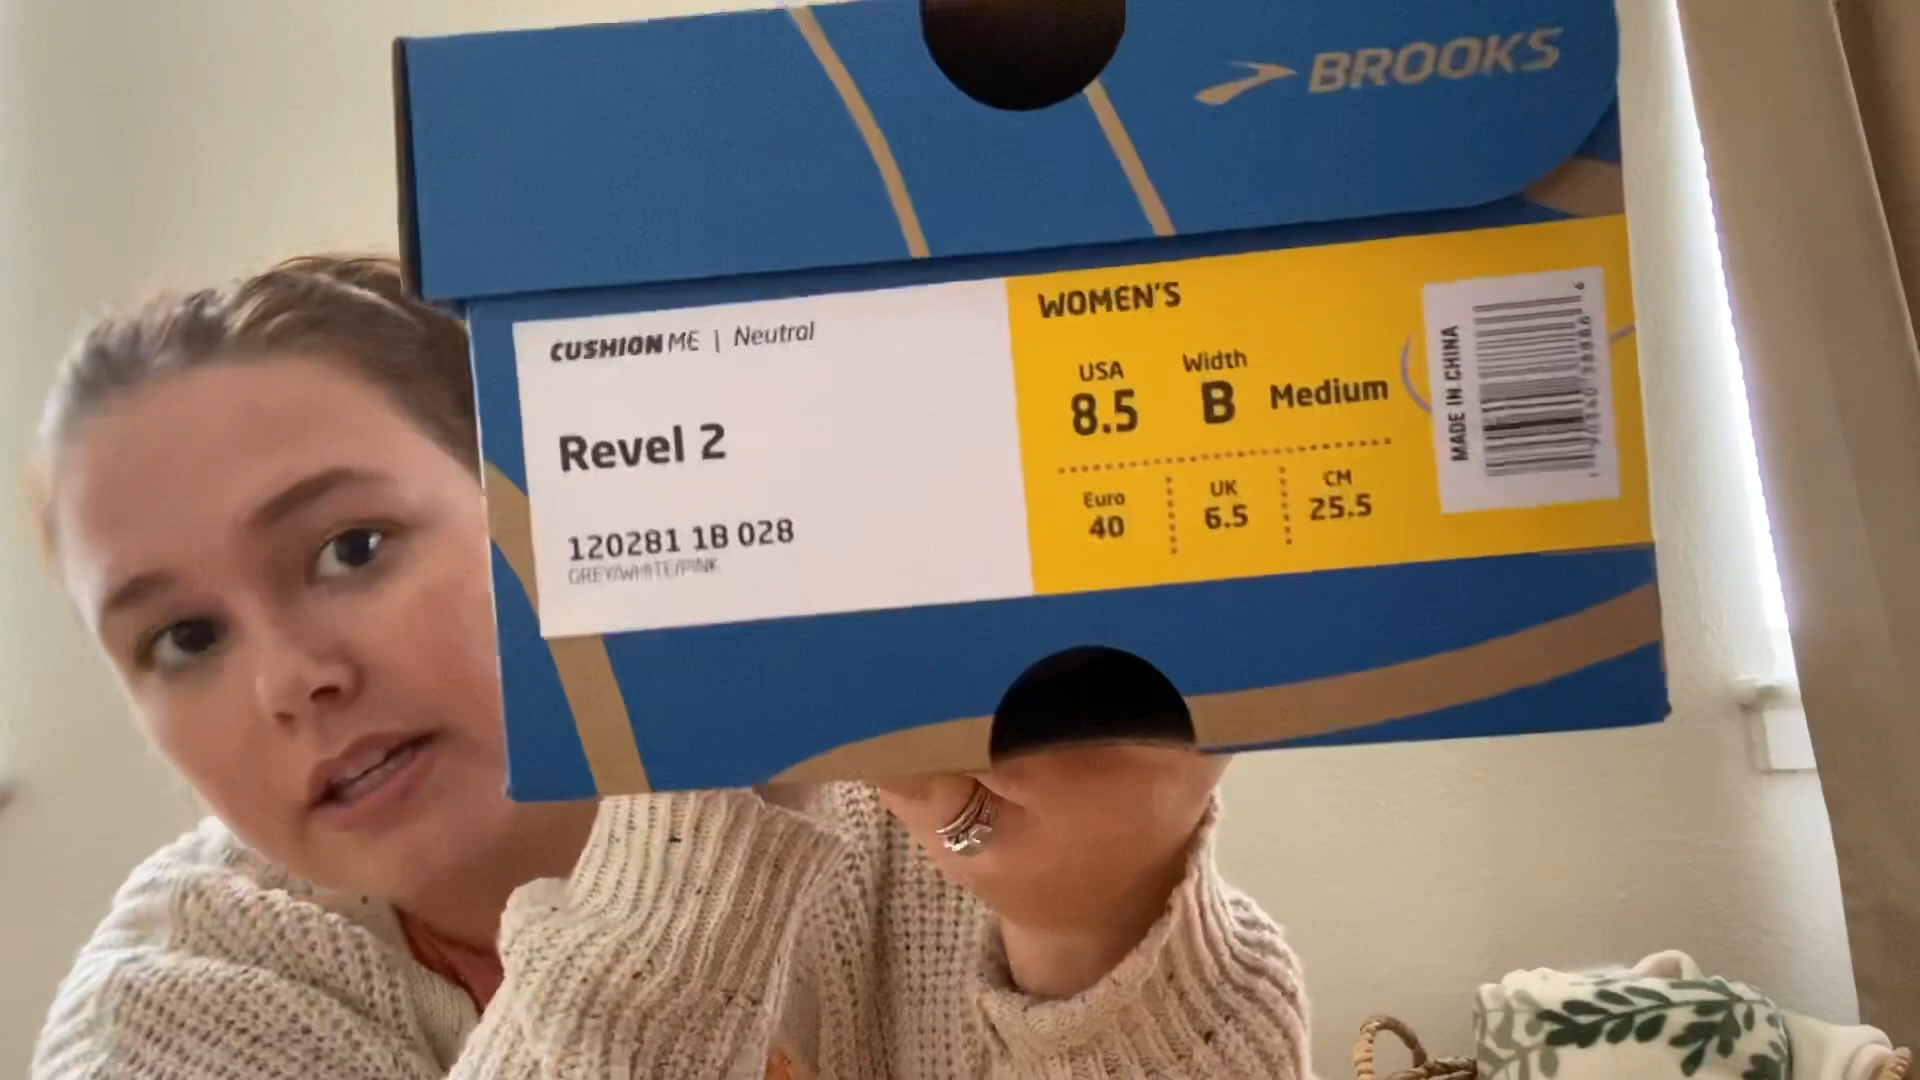 BROOKS
CUSHION ME | Neutral
Revel 2
120281 1B 028
GREY/WHITE/PINK
WOMEN'S
USA Width
8.5 B Medium
Euro UK CM
40 6.5 25.5
MADE IN CHINA